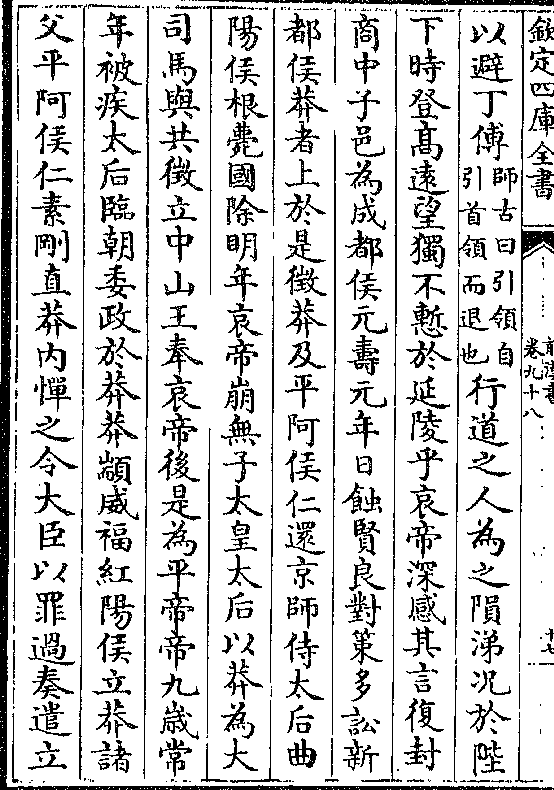 欽定四庫全書
前漢書
卷九十八
以避丁傅師古曰引領自引首領而退也行道之人為之隕涕況於陛
下時登髙逺望獨不慙於延陵乎哀帝深感其言復封
商中子邑為成都侯元壽元年日蝕賢良對策多訟新
都侯莽者上於是徵莽及平阿侯仁還京師侍太后曲
陽侯根薨國除明年哀帝崩無子太皇太后以莽為大
司馬與共徴立中山王奉哀帝後是為平帝帝九歳常
年被疾太后臨朝委政於莽莽顓威福紅陽侯立莽諸
父平阿侯仁素剛直莽内憚之令大臣以罪過奏遣立